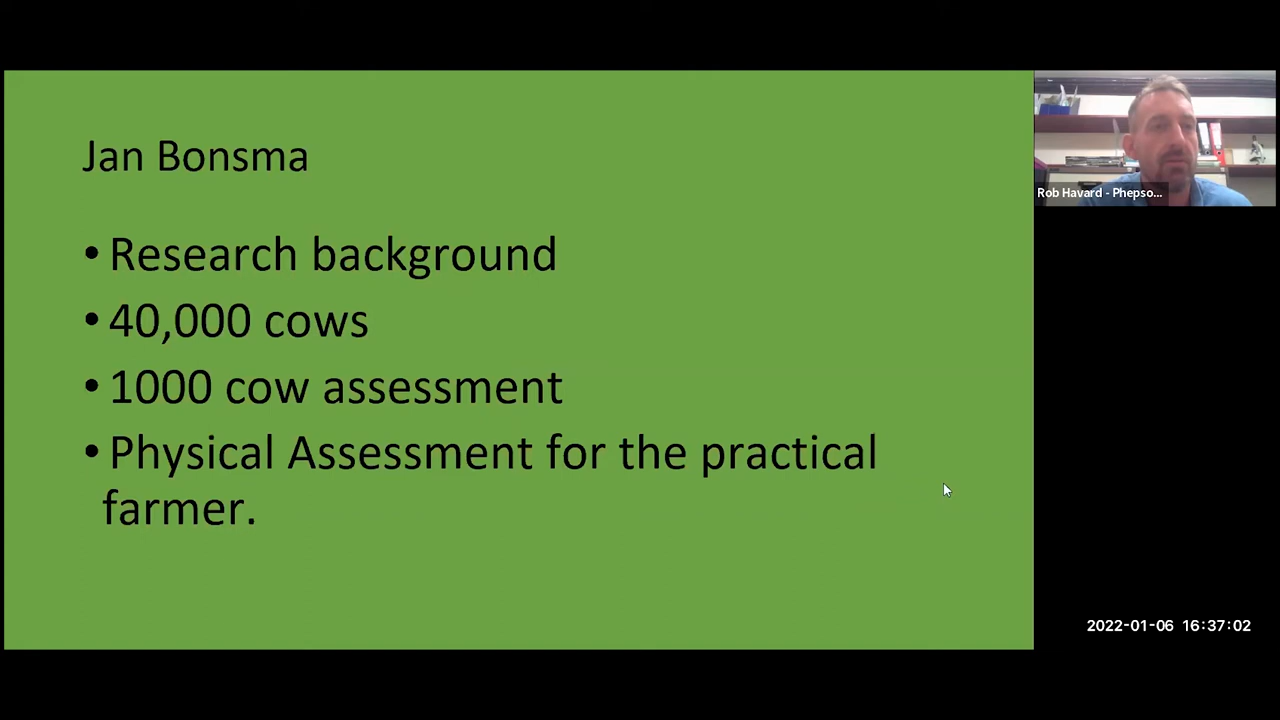 Jan Bonsma
• Research background
• 40,000 cows
• 1000 cow assessment
• Physical Assessment for the practical
farmer.
Rob Havard - Phepso...
2022-01-06 16:37:02